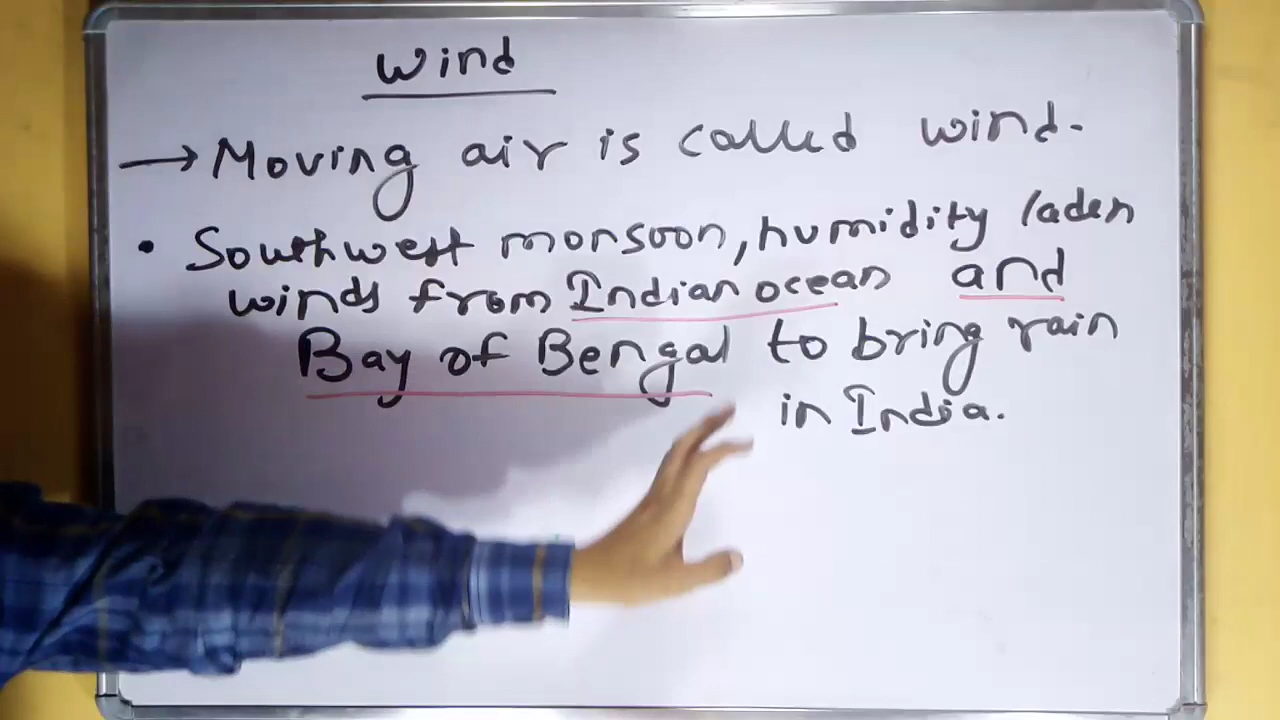 Wind
→ Moving air is called wind.
• Southwest monsoon, humidity laden
winds from Indian ocean and
Bay of Bengal to bring rain
in India.